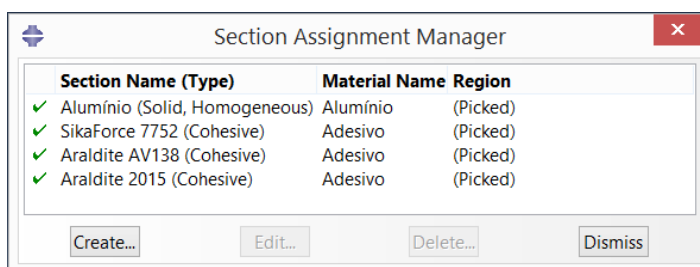 Section Assignment Manager
Section Name (Type) Material Name Region
Alumínio (Solid, Homogeneous) Alumínio (Picked)
SikaForce 7752 (Cohesive) Adesivo (Picked)
Araldite AV138 (Cohesive) Adesivo (Picked)
Araldite 2015 (Cohesive) Adesivo (Picked)
Create... Edit... Delete... Dismiss